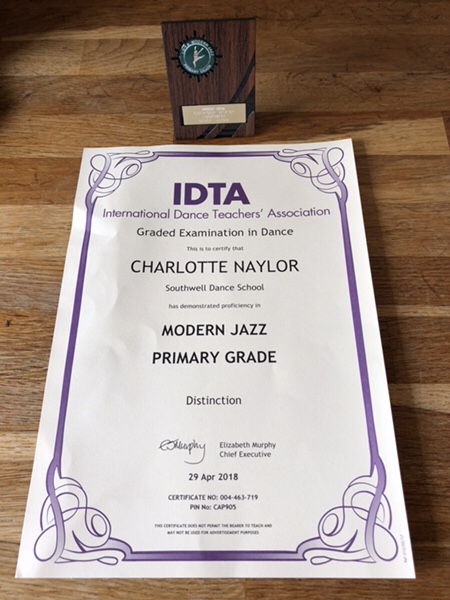 IDTA
International Dance Teachers' Association
Graded Examination in Dance
This is to certify that
CHARLOTTE NAYLOR
Southwell Dance School
has demonstrated proficiency in
MODERN JAZZ
PRIMARY GRADE
Distinction
Elizabeth Murphy
Chief Executive
29 Apr 2018
CERTIFICATE NO: 004-463-719
PIN No: CAP905
THIS CERTIFICATE DOES NOT PERMIT THE BEARER TO TEACH AND
MAY NOT BE USED FOR ADVERTISEMENT PURPOSES